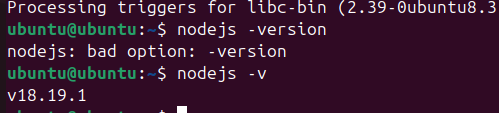 Processing triggers for libc-bin (2.39-0ubuntu8.3
ubuntu@ubuntu:~$ nodejs -version
nodejs: bad option: -version
ubuntu@ubuntu:~$ nodejs -v
v18.19.1
ubuntu@ubuntu:~$